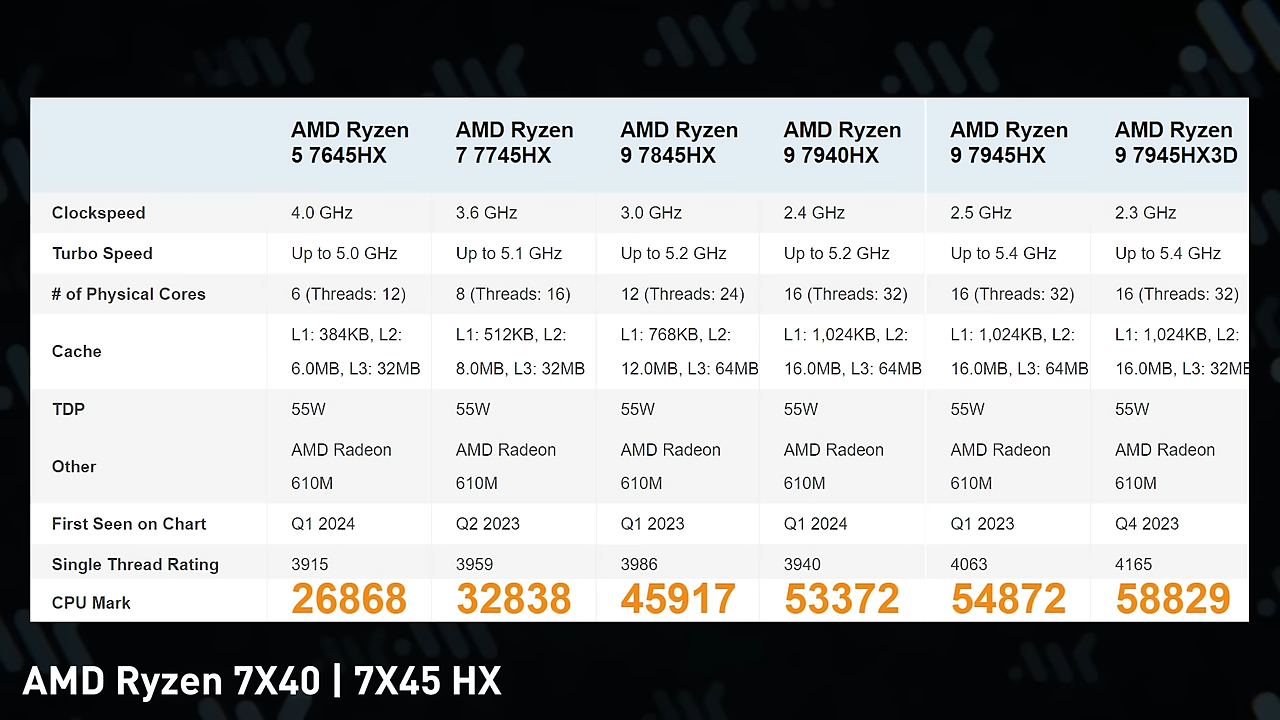 AMD Ryzen AMD Ryzen AMD Ryzen AMD Ryzen AMD Ryzen AMD Ryzen
5 7645HX 7 7745HX 9 7845HX 9 7940HX 9 7945HX 9 7945HX3D
Clockspeed 4.0 GHz 3.6 GHz 3.0 GHz 2.4 GHz 2.5 GHz 2.3 GHz
Turbo Speed Up to 5.0 GHz Up to 5.1 GHz Up to 5.2 GHz Up to 5.2 GHz Up to 5.4 GHz Up to 5.4 GHz
# of Physical Cores 6 (Threads: 12) 8 (Threads: 16) 12 (Threads: 24) 16 (Threads: 32) 16 (Threads: 32) 16 (Threads: 32)
L1: 384KB, L2: L1: 512KB, L2: L1: 768KB, L2: L1: 1,024KB, L2: L1: 1,024KB, L2: L1: 1,024KB, L2:
Cache
6.0MB, L3: 32MB 8.0MB, L3: 32MB 12.0MB, L3: 64MB 16.0MB, L3: 64MB 16.0MB, L3: 64MB 16.0MB, L3: 32MB
TDP 55W 55W 55W 55W 55W 55W
AMD Radeon AMD Radeon AMD Radeon AMD Radeon AMD Radeon AMD Radeon
Other
610M 610M 610M 610M 610M 610M
First Seen on Chart Q1 2024 Q2 2023 Q1 2023 Q1 2024 Q1 2023 Q4 2023
Single Thread Rating 3915 3959 3986 3940 4063 4165
CPU Mark 26868 32838 45917 53372 54872 58829
AMD Ryzen 7X40 | 7X45 HX